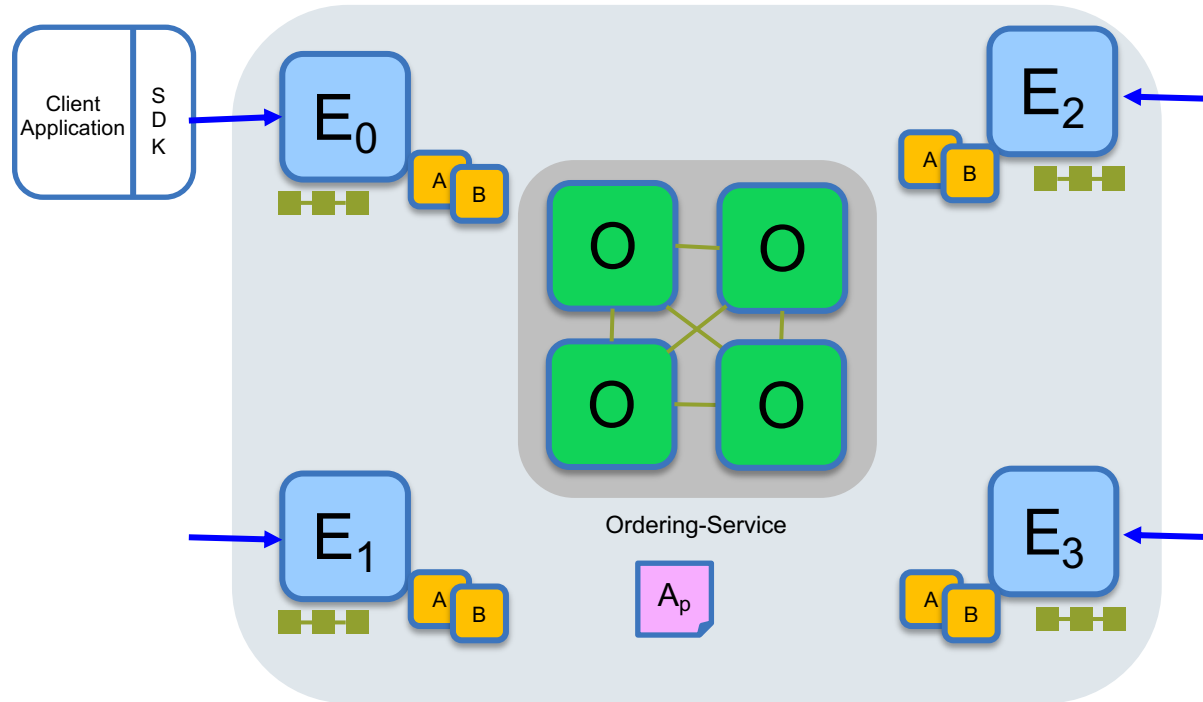 Client
Application
S
D
K
E₀
A
B
E₂
A
B
O
O
O
O
Ordering-Service
E₁
A
B
Aₚ
E₃
A
B